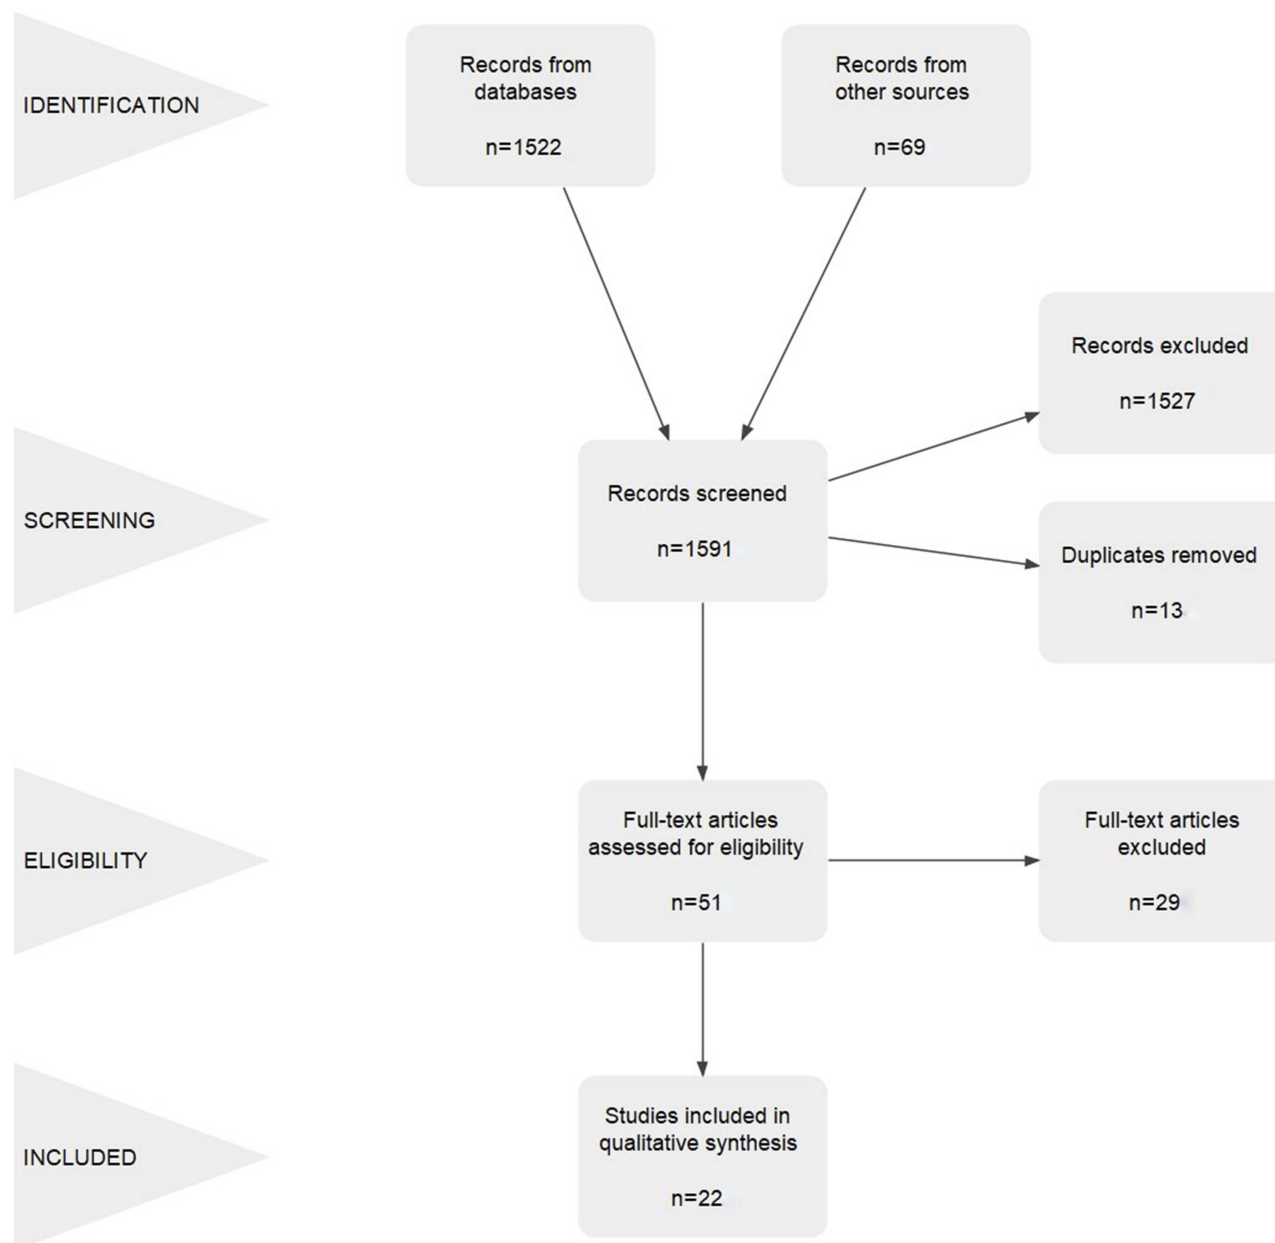 IDENTIFICATION
Records from
databases
n=1522
Records from
other sources
n=69
Records excluded
n=1527
SCREENING
Records screened
n=1591
Duplicates removed
n=13
ELIGIBILITY
Full-text articles
assessed for eligibility
n=51
Full-text articles
excluded
n=29
INCLUDED
Studies included in
qualitative synthesis
n=22